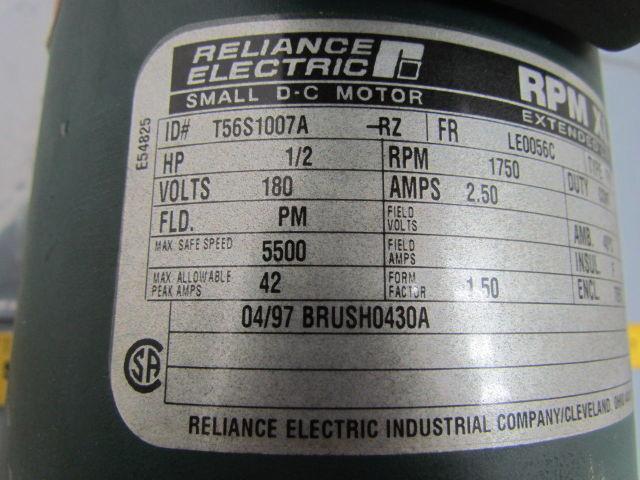 RELIANCE
ELECTRIC
SMALL D-C MOTOR
RPM X
EXTENDED
E54825
ID# T56S1007A -RZ FR LE0056C
HP 1/2 RPM 1750 DUTY
VOLTS 180 AMPS 2.50
FLD. PM FIELD VOLTS AMB.
MAX. SAFE SPEED 5500 FIELD AMPS INSUL. F
MAX. ALLOWABLE PEAK AMPS 42 FORM FACTOR 1.50 ENCL.
04/97 BRUSH0430A
SA
RELIANCE ELECTRIC INDUSTRIAL COMPANY/CLEVELAND, OHIO